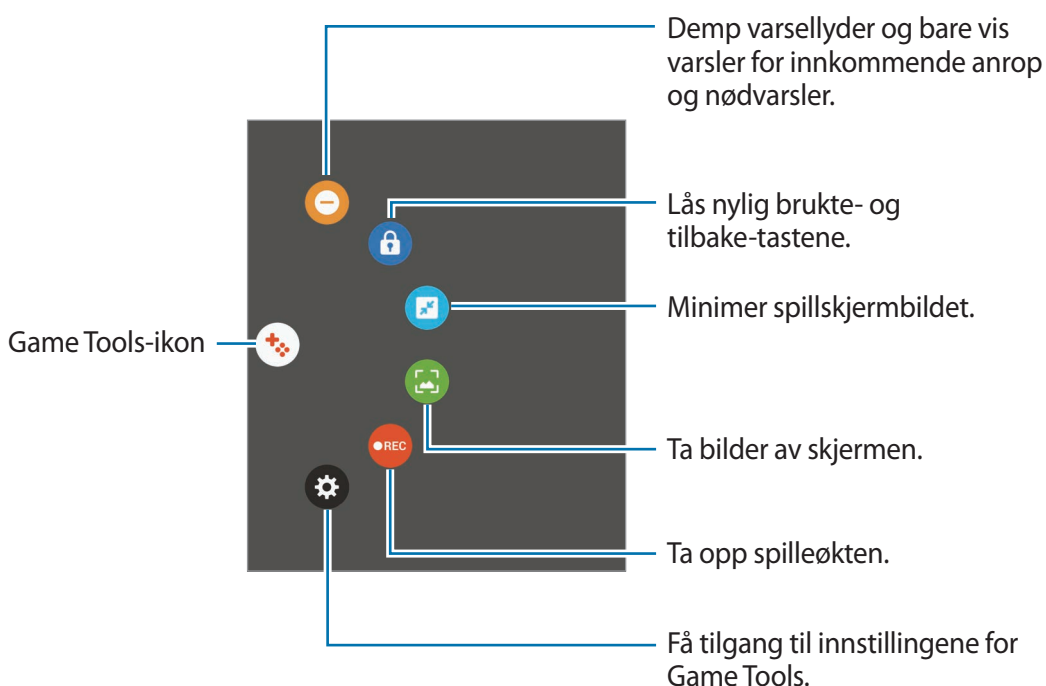 Demp varsellyder og bare vis
varsler for innkommende anrop
og nødvarsler.
Lås nylig brukte- og
tilbake-tastene.
Minimer spillskjermbildet.
Game Tools-ikon
Ta bilder av skjermen.
REC
Ta opp spilleøkten.
Få tilgang til innstillingene for
Game Tools.